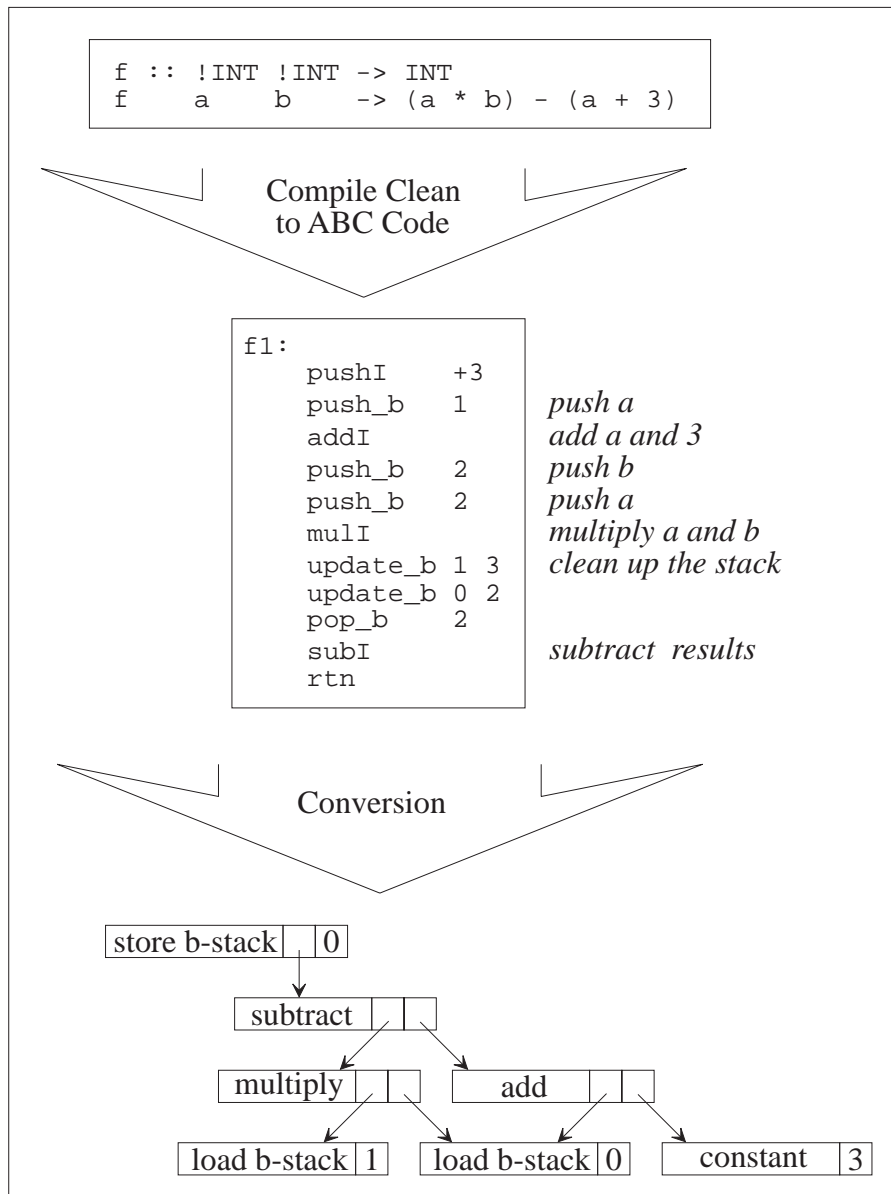 f :: !INT !INT -> INT
f    a    b    -> (a * b) - (a + 3)
Compile Clean
to ABC Code
f1:
pushI    +3
push_b   1    push a
addI    add a and 3
push_b   2    push b
push_b   2    push a
mulI    multiply a and b
update_b 1 3    clean up the stack
update_b 0 2
pop_b    2
subI    subtract results
rtn
Conversion
store b-stack 0
subtract
multiply add
load b-stack 1 load b-stack 0 constant 3